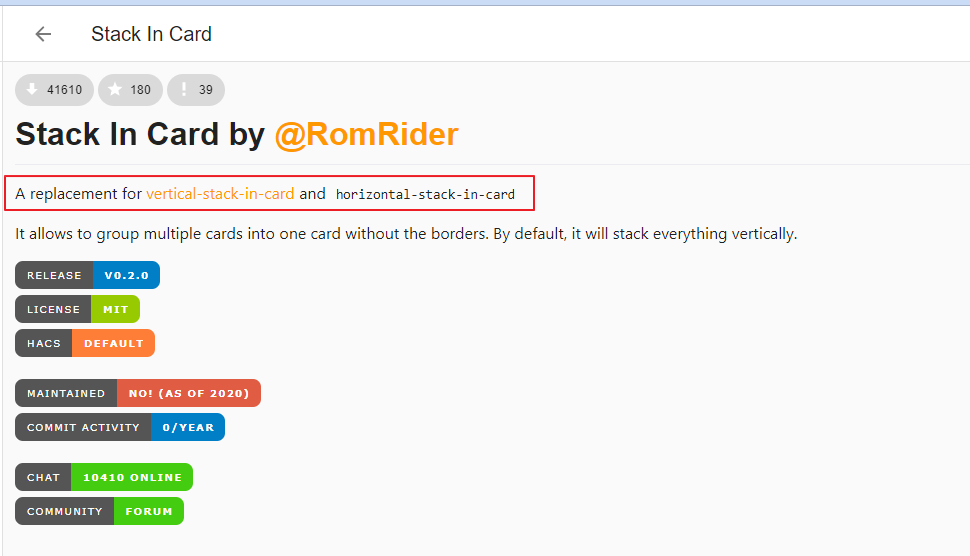 Stack In Card
41610 180 39
Stack In Card by @RomRider
A replacement for vertical-stack-in-card and horizontal-stack-in-card
It allows to group multiple cards into one card without the borders. By default, it will stack everything vertically.
RELEASE V0.2.0
LICENSE MIT
HACS DEFAULT
MAINTAINED NO! (AS OF 2020)
COMMIT ACTIVITY 0/YEAR
CHAT 10410 ONLINE
COMMUNITY FORUM